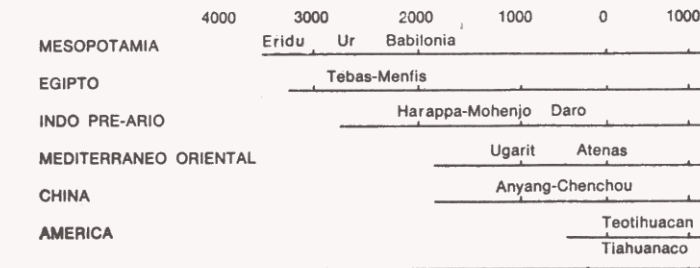 4000 3000 2000 1000 0 1000
MESOPOTAMIA Eridu Ur Babilonia
EGIPTO Tebas-Menfis
INDO PRE-ARIO Harappa-Mohenjo Daro
MEDITERRANEO ORIENTAL Ugarit Atenas
CHINA Anyang-Chenchou
AMERICA Teotihuacan
Tiahuanaco